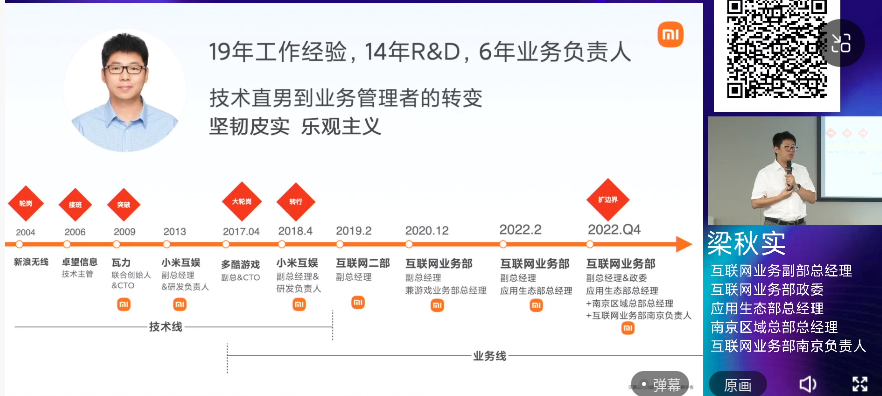 19年工作经验，14年R&D，6年业务负责人
技术直男到业务管理者的转变
坚韧皮实 乐观主义
轮岗
接班
突破
大轮岗
转行
扩边界
2004
2006
2009
2013
2017.04
2018.4
2019.2
2020.12
2022.2
2022.Q4
新浪无线
卓望信息
技术主管
瓦力
联合创始人
&CTO
小米互娱
副总经理
&研发负责人
多酷游戏
副总&CTO
小米互娱
副总经理&
研发负责人
互联网二部
副总经理
互联网业务部
副总经理
兼游戏业务部总经理
互联网业务部
副总经理
应用生态部总经理
互联网业务部
副总经理&政委
应用生态部总经理
+南京区域总部总经理
+互联网业务部南京负责人
技术线
业务线
梁秋实
互联网业务部副总经理
互联网业务部政委
应用生态部总经理
南京区域总部总经理
互联网业务部南京负责人
弹幕
原画